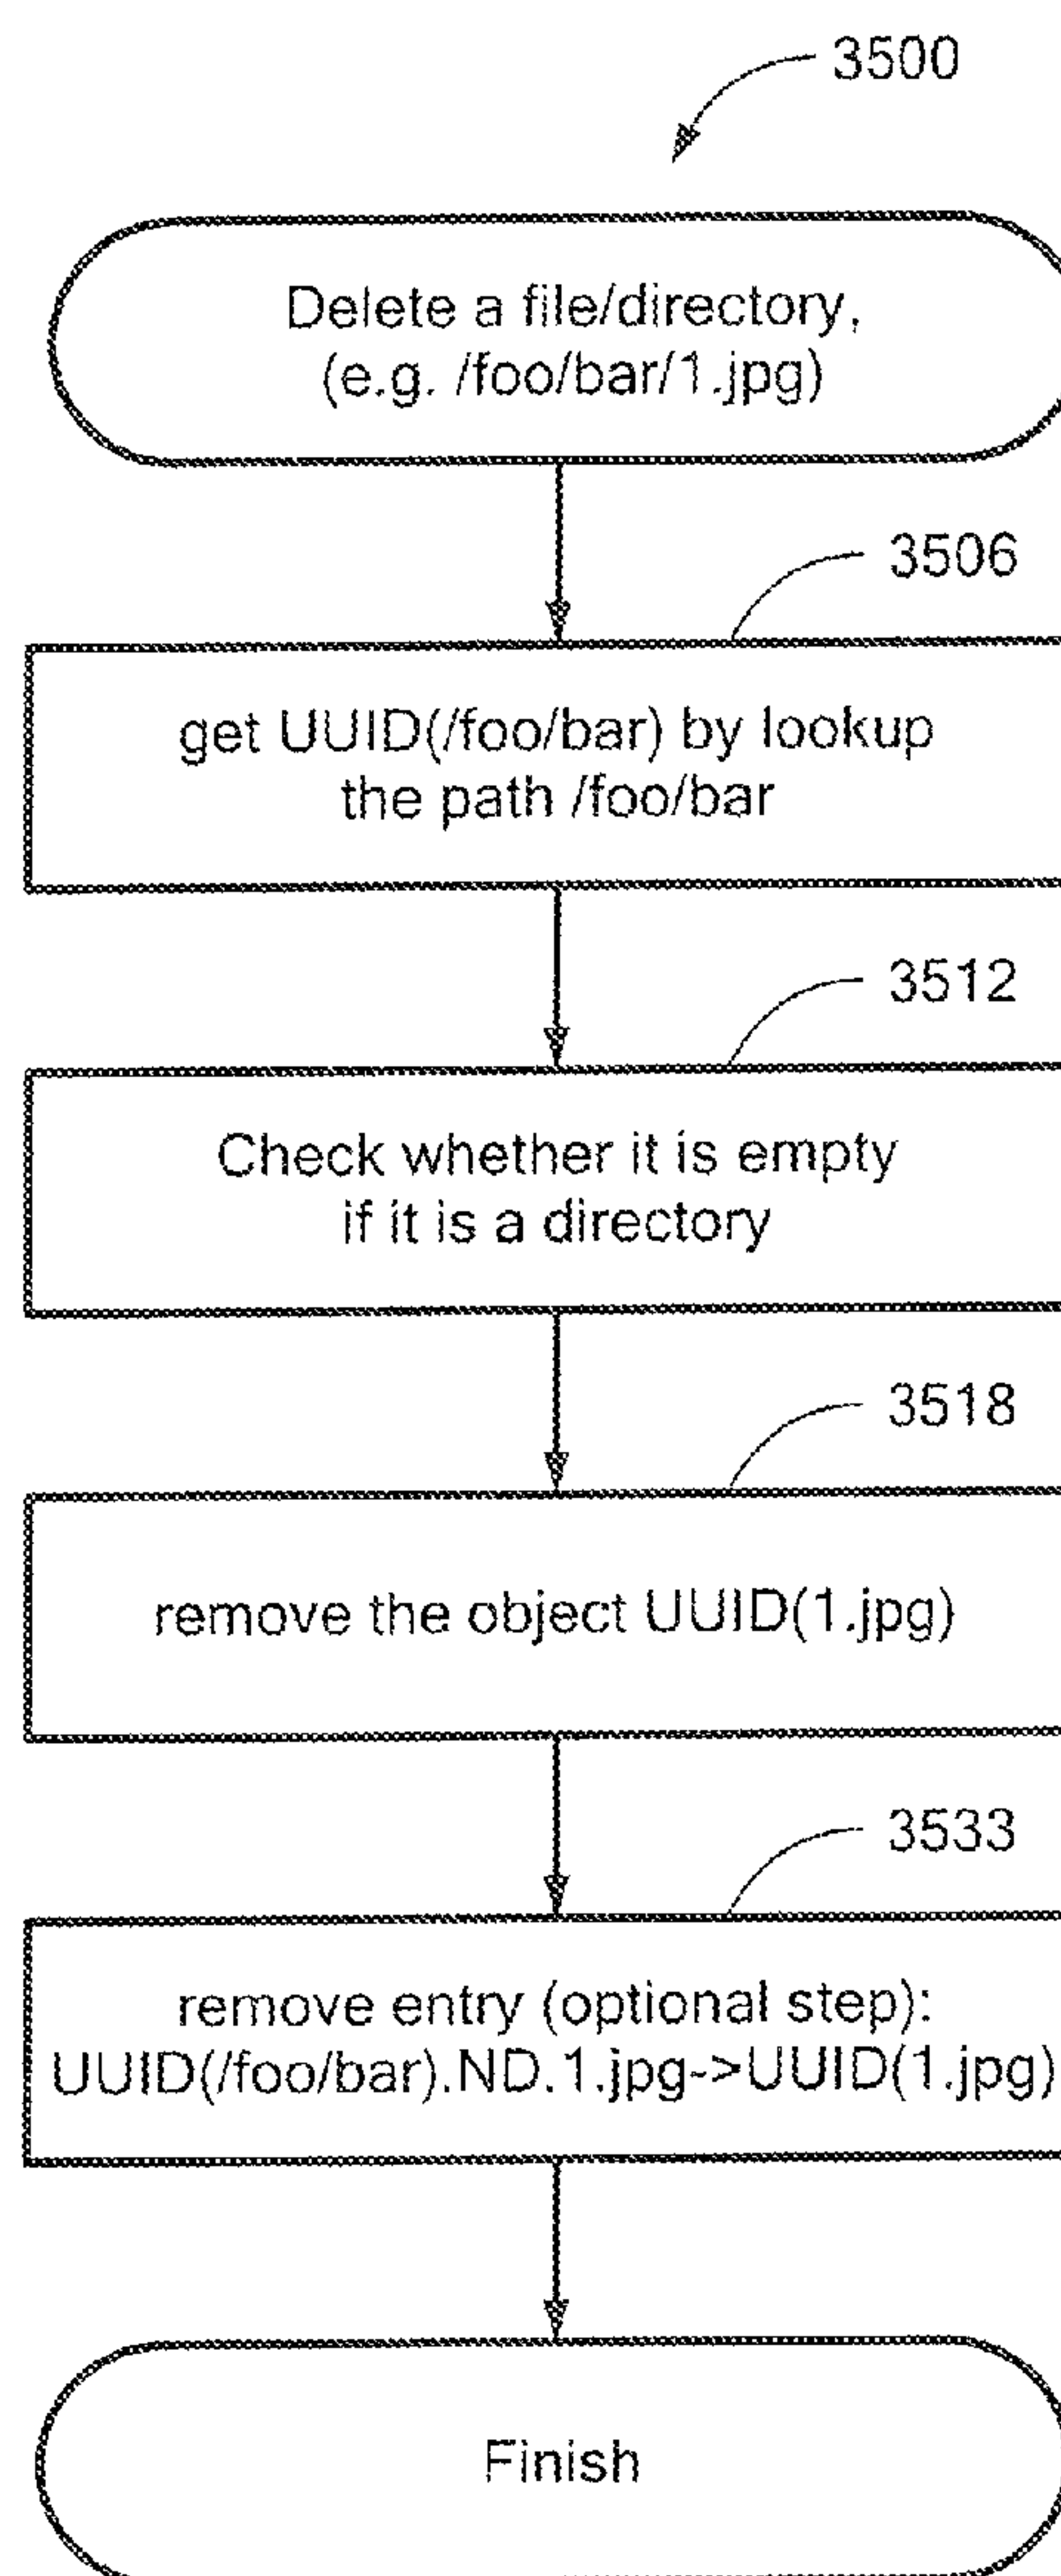 3500
Delete a file/directory,
(e.g. /foo/bar/1.jpg)
3506
get UUID(/foo/bar) by lookup
the path /foo/bar
3512
Check whether it is empty
if it is a directory
3518
remove the object UUID(1.jpg)
3533
remove entry (optional step):
UUID(/foo/bar).ND.1.jpg->UUID(1.jpg)
Finish